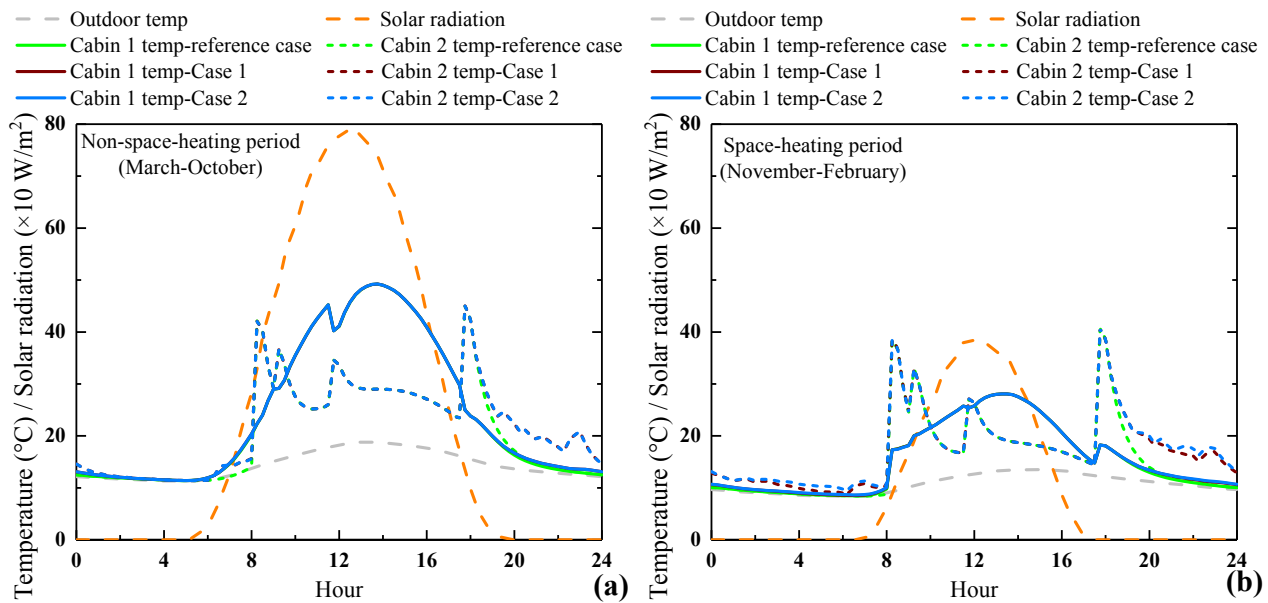 Outdoor temp
Solar radiation
Cabin 1 temp-reference case
Cabin 2 temp-reference case
Cabin 1 temp-Case 1
Cabin 2 temp-Case 1
Cabin 1 temp-Case 2
Cabin 2 temp-Case 2
Temperature (°C) / Solar radiation (×10 W/m²)
80
60
40
20
0
Non-space-heating period
(March-October)
0 4 8 12 16 20 24
Hour
(a)
Outdoor temp
Solar radiation
Cabin 1 temp-reference case
Cabin 2 temp-reference case
Cabin 1 temp-Case 1
Cabin 2 temp-Case 1
Cabin 1 temp-Case 2
Cabin 2 temp-Case 2
Temperature (°C) / Solar radiation (×10 W/m²)
80
60
40
20
0
Space-heating period
(November-February)
0 4 8 12 16 20 24
Hour
(b)